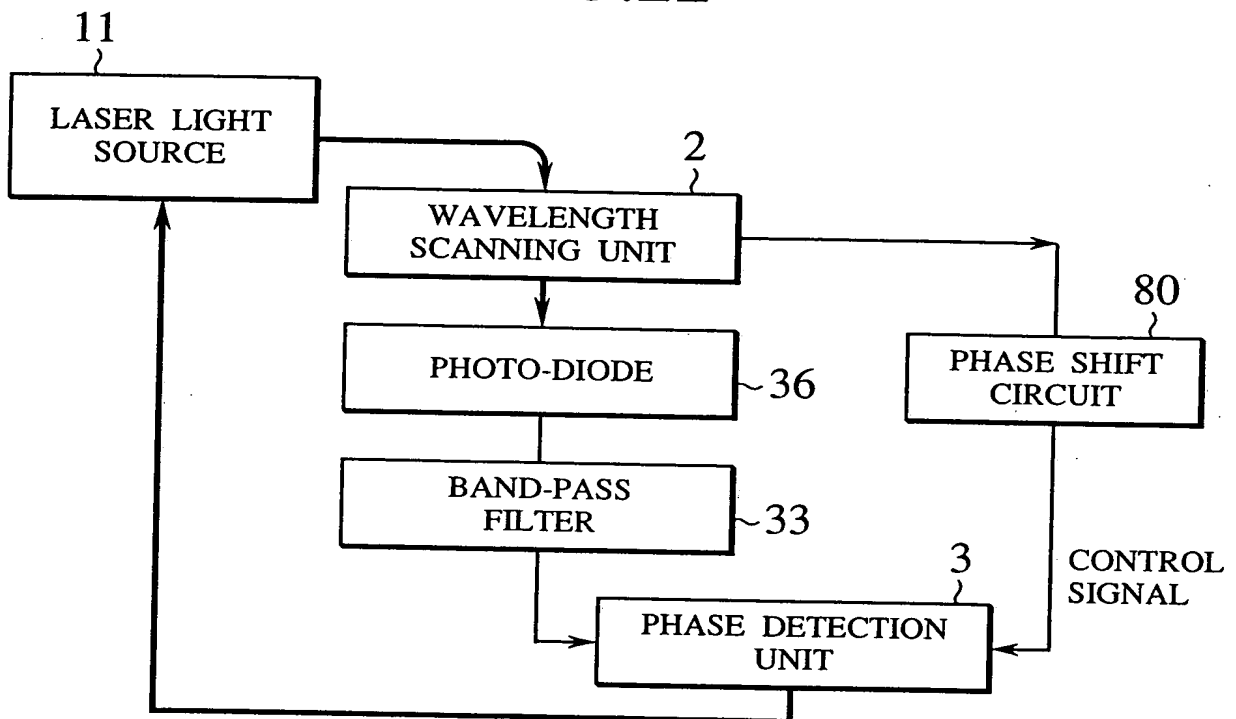 11
LASER LIGHT
SOURCE
2
WAVELENGTH
SCANNING UNIT
80
PHOTO-DIODE
36
PHASE SHIFT
CIRCUIT
BAND-PASS
FILTER
33
3
CONTROL
SIGNAL
PHASE DETECTION
UNIT